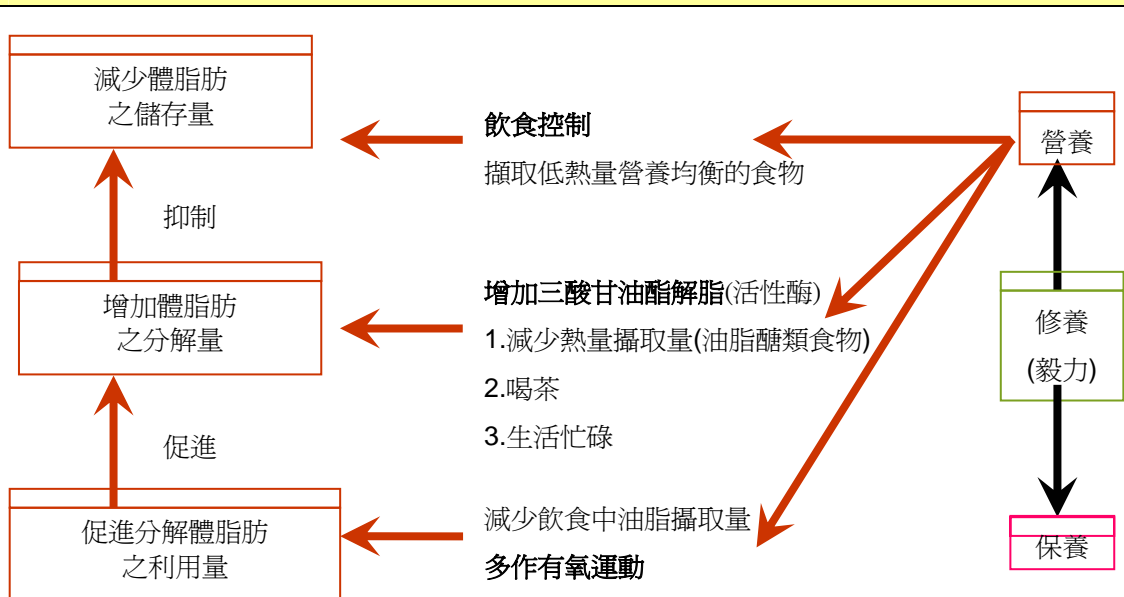 減少體脂肪
之儲存量
飲食控制
擷取低熱量營養均衡的食物
營養
抑制
增加體脂肪
之分解量
增加三酸甘油酯解脂(活性酶)
1.減少熱量攝取量(油脂醣類食物)
2.喝茶
3.生活忙碌
修養
(毅力)
促進
促進分解體脂肪
之利用量
減少飲食中油脂攝取量
多作有氧運動
保養